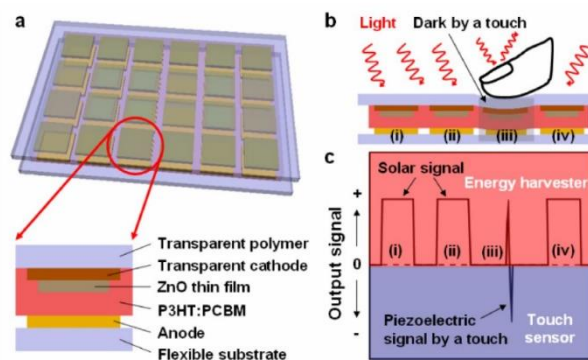 a
Transparent polymer
Transparent cathode
ZnO thin film
P3HT:PCBM
Anode
Flexible substrate
b
Light
Dark by a touch
(i)
(ii)
(iii)
(iv)
c
Solar signal
Energy harvester
+
(i)
(ii)
(iii)
(iv)
0
Output signal
-
Piezoelectric
signal by a touch
Touch
sensor